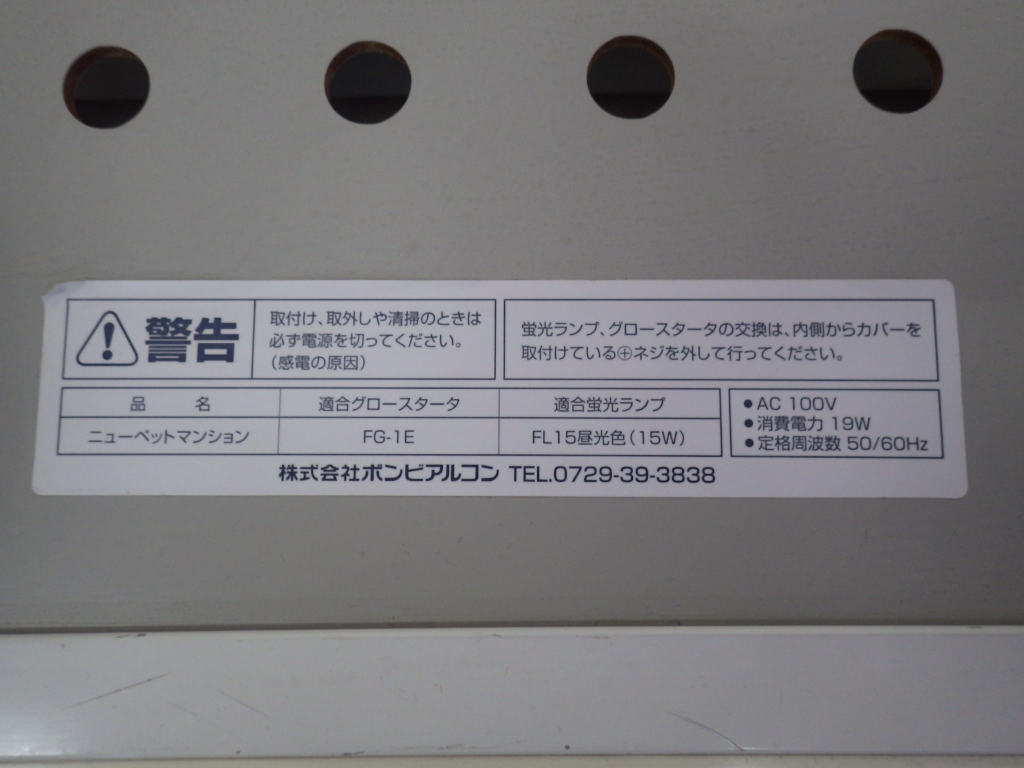 警告
取付け、取外しや清掃のときは
必ず電源を切ってください。
（感電の原因）
蛍光ランプ、グロースタータの交換は、内側からカバーを
取付けている⊕ネジを外して行ってください。
品 名
適合グロースタータ
適合蛍光ランプ
ニューペットマンション
FG-1E
FL15昼光色（15W）
● AC 100V
● 消費電力 19W
● 定格周波数 50/60Hz
株式会社ボンビアルコン TEL.0729-39-3838